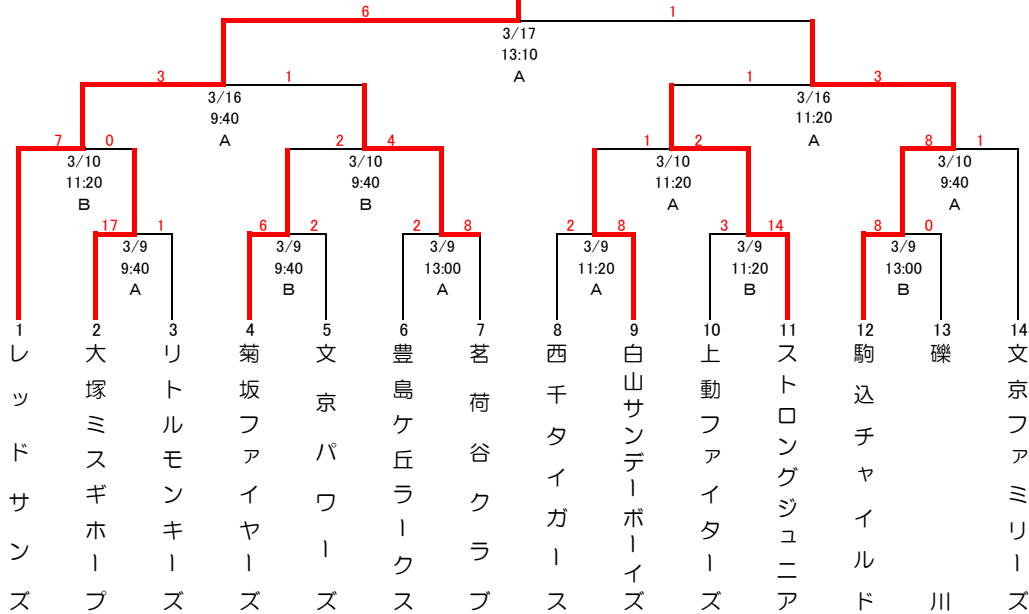 6 1
3/17
13:10
A
3 1 1 3
3/16 3/16
9:40 11:20
A A
7 0 2 4 1 2 8 1
3/10 3/10 3/10 3/10
11:20 9:40 11:20 9:40
B B A A
17 1 6 2 2 8 2 8 3 14 8 0
3/9 3/9 3/9 3/9 3/9 3/9
9:40 9:40 13:00 11:20 11:20 13:00
A B A A B B
1 2 3 4 5 6 7 8 9 10 11 12 13 14
レッドサンズ
大塚ミスギホープ
リトルモンキーズ
菊坂ファイヤーズ
文京パワーズ
豊島ケ丘ラークス
茗荷谷クラブ
西千タイガース
白山サンデーボーイズ
上動ファイターズ
ストロングジュニア
駒込チャイルド
礫川
文京ファミリーズ